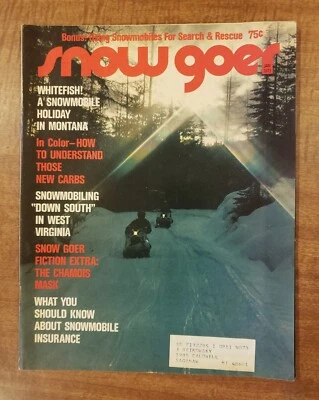 Bonus: Using Snowmobiles For Search & Rescue 75¢
snow goer
WHITEFISH!
A SNOWMOBILE
HOLIDAY
IN MONTANA
In Color—HOW
TO UNDERSTAND
THOSE
NEW CARBS
SNOWMOBILING
"DOWN SOUTH"
IN WEST
VIRGINIA
SNOW GOER
FICTION EXTRA:
THE CHAMOIS
MASK
WHAT YOU
SHOULD KNOW
ABOUT SNOWMOBILE
INSURANCE